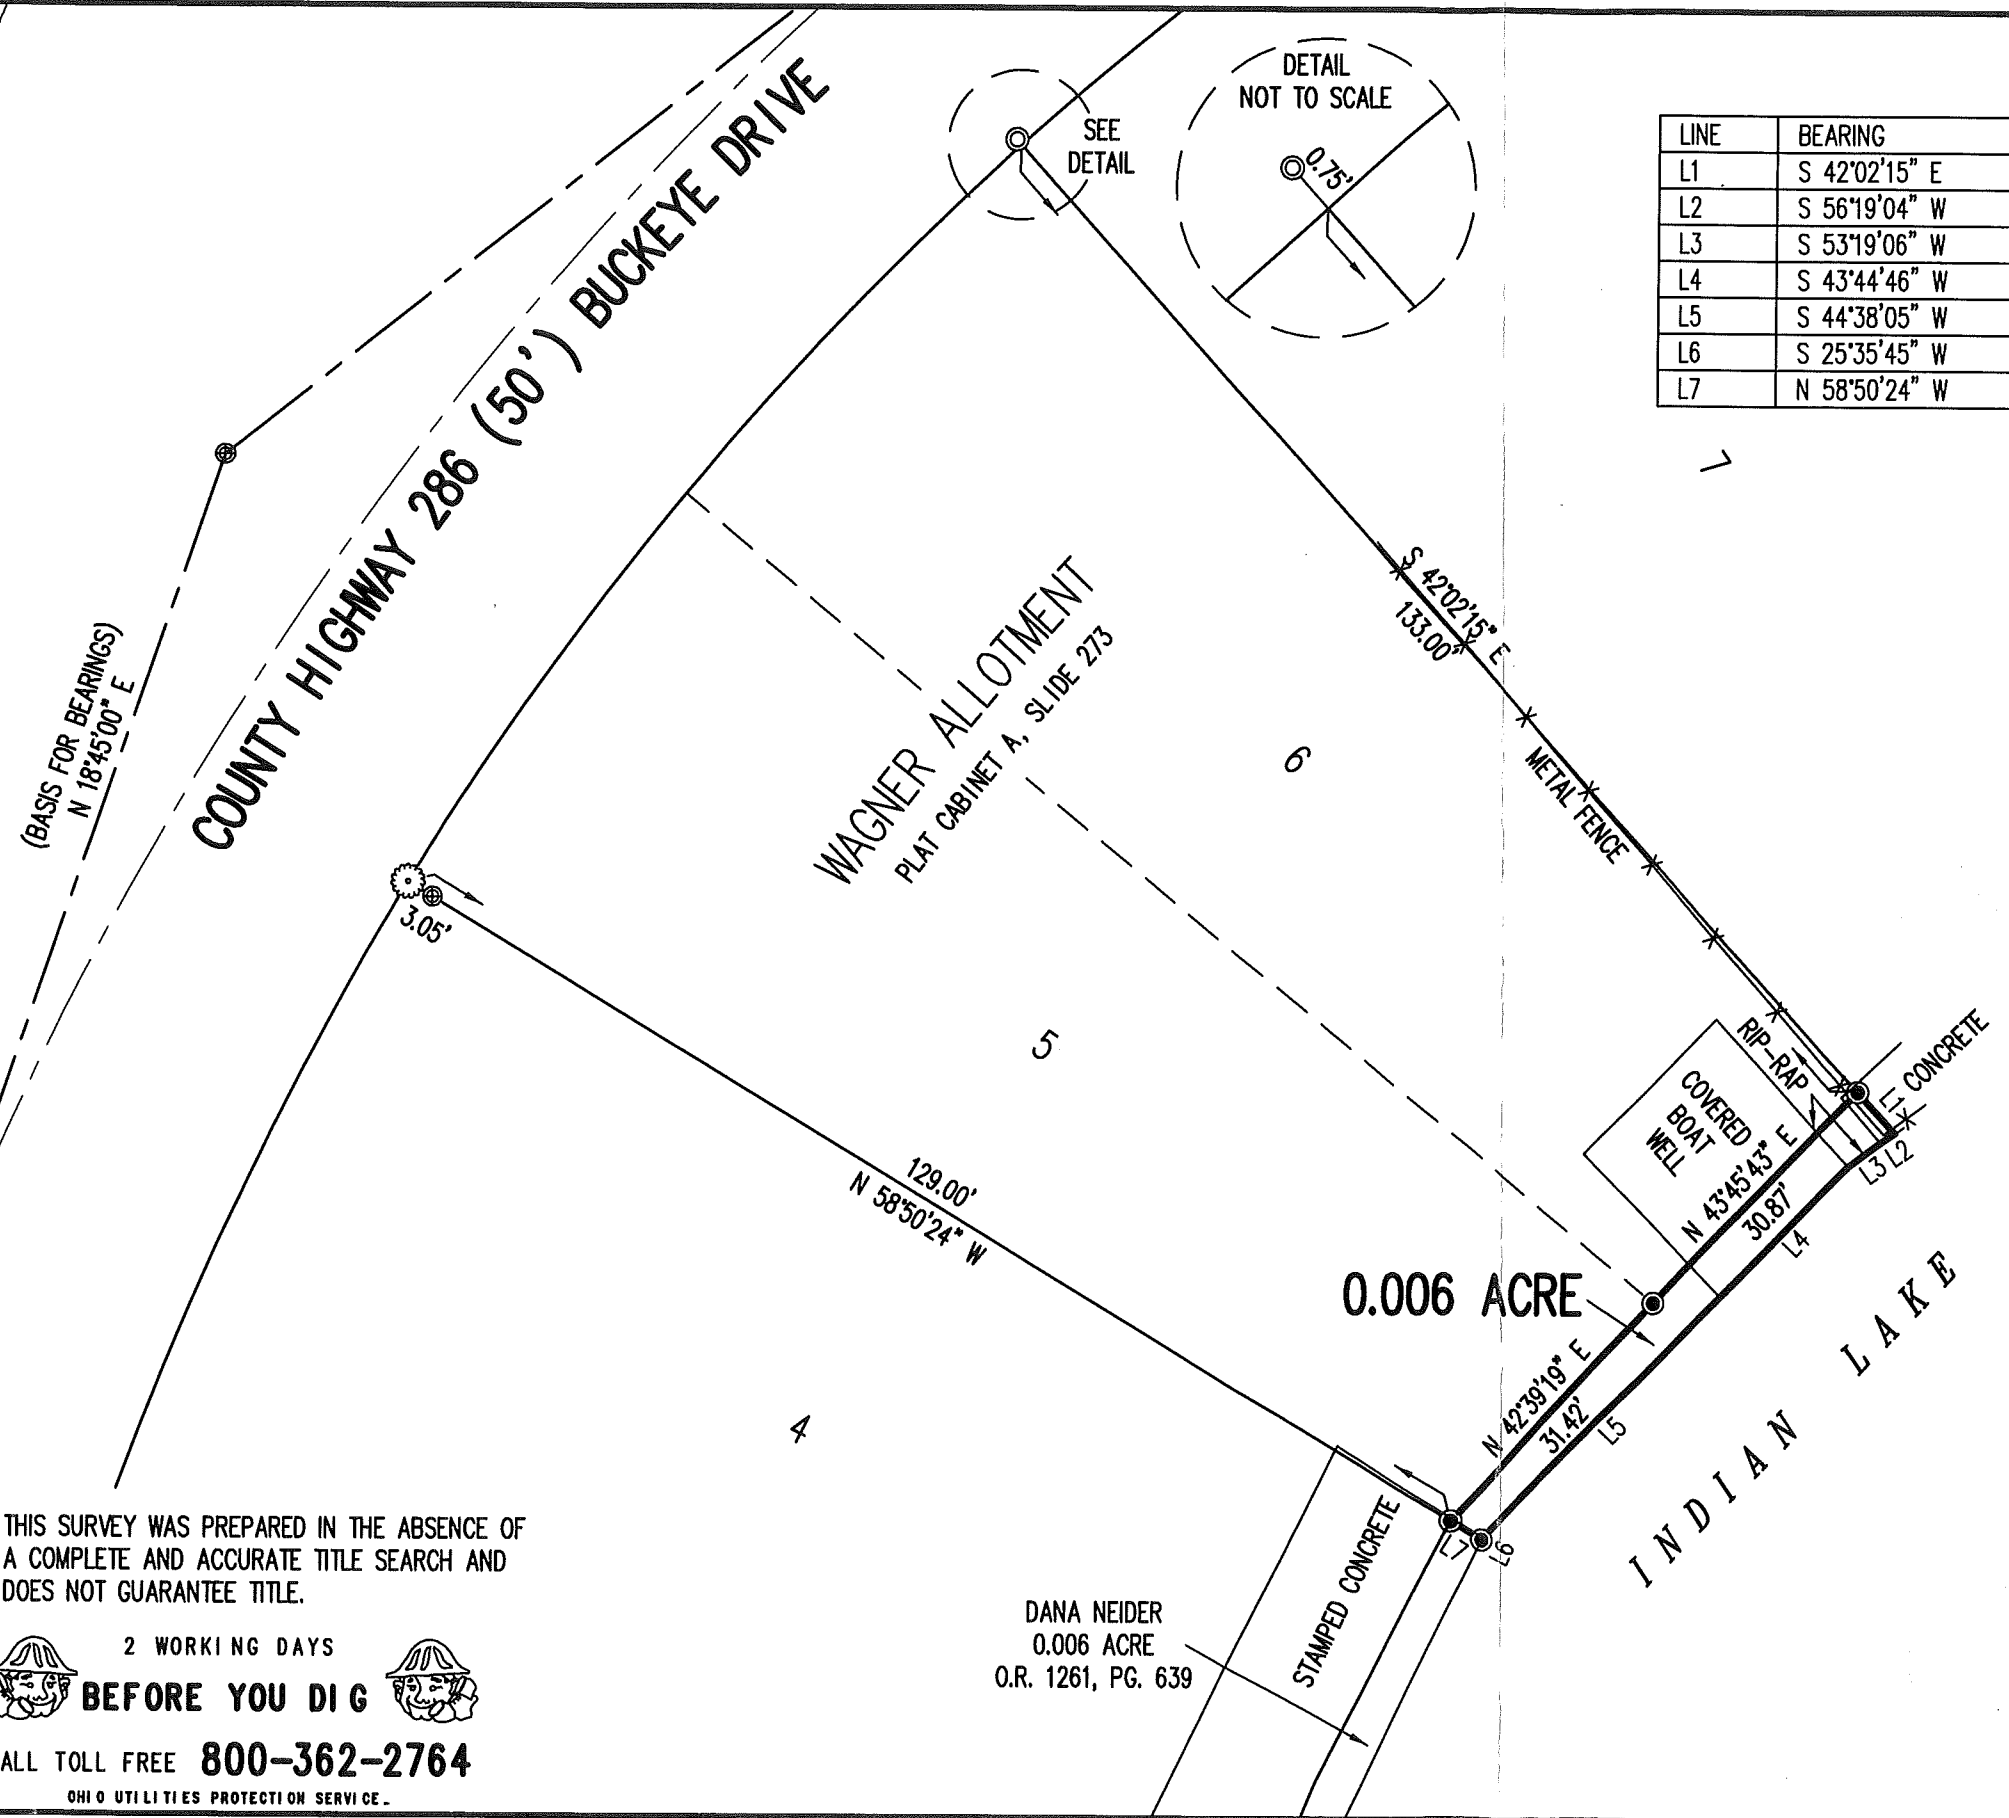 DETAIL
NOT TO SCALE
0.75'
SEE
DETAIL
LINE BEARING
L1 S 42°02'15" E
L2 S 56°19'04" W
L3 S 53°19'06" W
L4 S 43°44'46" W
L5 S 44°38'05" W
L6 S 25°35'45" W
L7 N 58°50'24" W
COUNTY HIGHWAY 286 (50') BUCKEYE DRIVE
(BASIS FOR BEARINGS)
N 18°45'00" E
7
S 42°02'15" E
133.00'
WAGNER ALLOTMENT
PLAT CABINET A, SLIDE 273
6
METAL FENCE
3.05'
5
RIP-RAP
L1
CONCRETE
COVERED
BOAT
WELL
L2
L3
N 43°45'43" E
30.87'
L4
129.00'
N 58°50'24" W
0.006 ACRE
INDIAN LAKE
N 42°39'19" E
31.42'
L5
4
L7
L6
STAMPED CONCRETE
DANA NEIDER
0.006 ACRE
O.R. 1261, PG. 639
THIS SURVEY WAS PREPARED IN THE ABSENCE OF
A COMPLETE AND ACCURATE TITLE SEARCH AND
DOES NOT GUARANTEE TITLE.
2 WORKING DAYS
BEFORE YOU DIG
ALL TOLL FREE 800-362-2764
OHIO UTILITIES PROTECTION SERVICE.